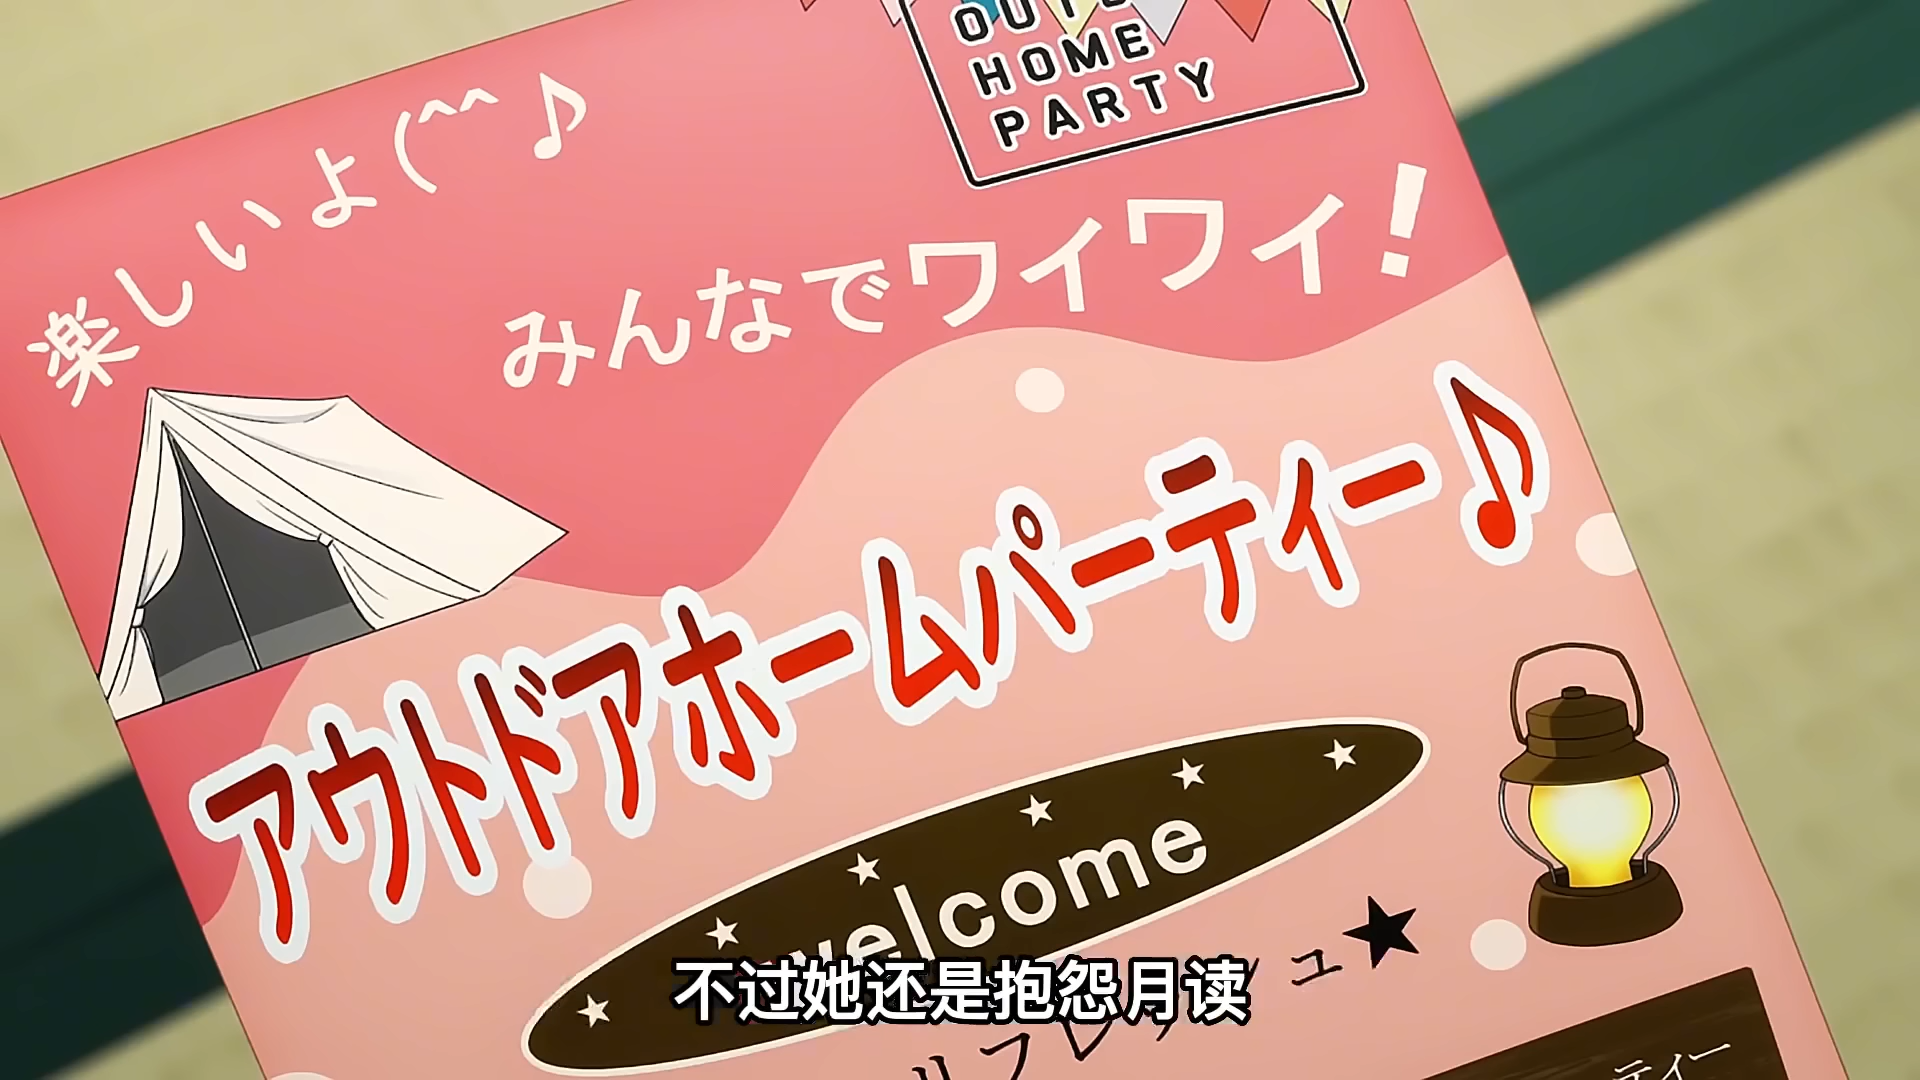 HOME
PARTY
楽しいよ(^^♪
みんなでワイワイ!
アウトドアホームパーティー♪
welcome
不过她还是抱怨月读